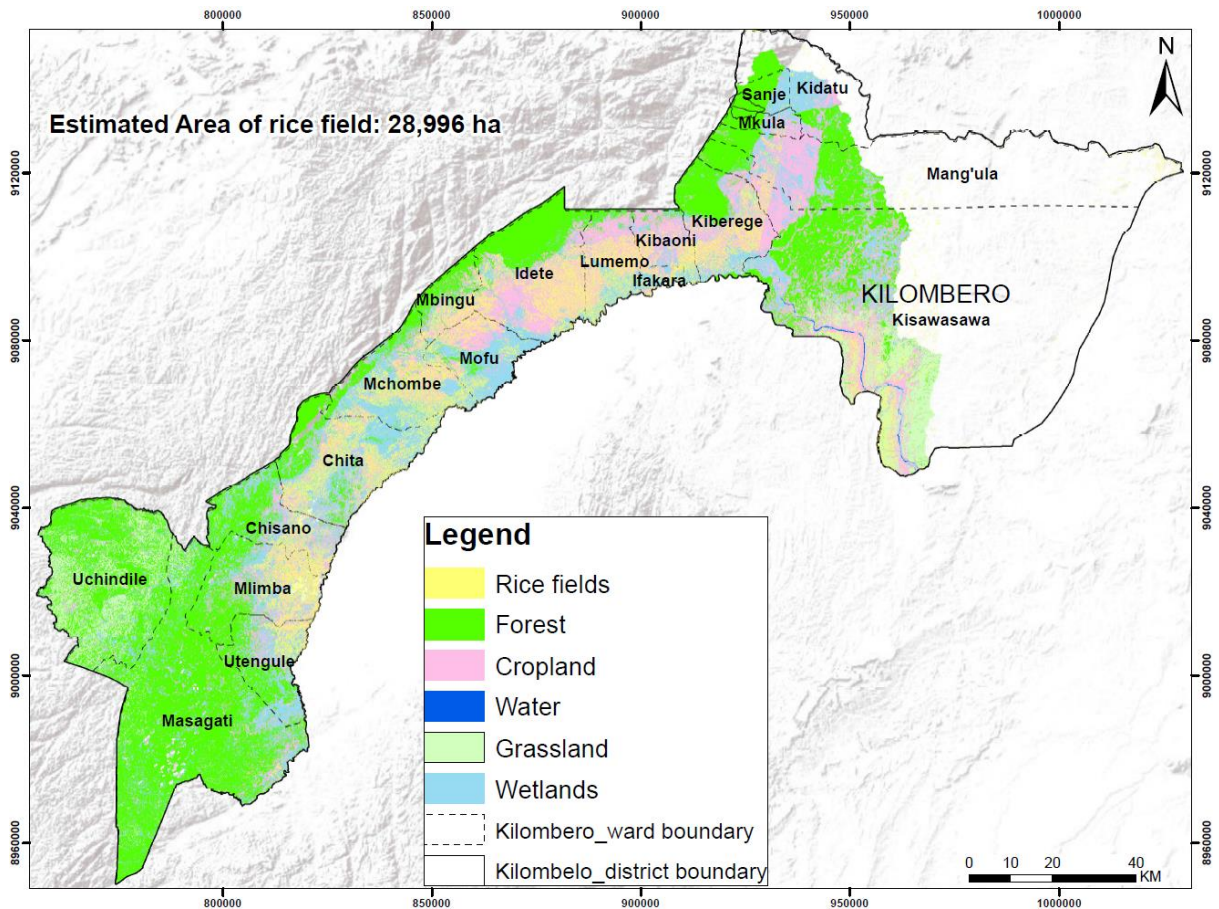 800000 850000 900000 950000 1000000
N
Sanje
Kidatu
Mkula
Estimated Area of rice field: 28,996 ha
9120000
9120000
Mang'ula
Kiberege
Kibaoni
Lumemo
Idete
Ifakara
KILOMBERO
Mbingu
Kisawasawa
9080000
9080000
Mofu
Mchombe
Chita
9040000
9040000
Chisano
Uchindile
Mlimba
Utengule
9000000
9000000
Masagati
8960000
8960000
Legend
Rice fields
Forest
Cropland
Water
Grassland
Wetlands
Kilombero_ward boundary
Kilombelo_district boundary
0 10 20 40
KM
800000 850000 900000 950000 1000000